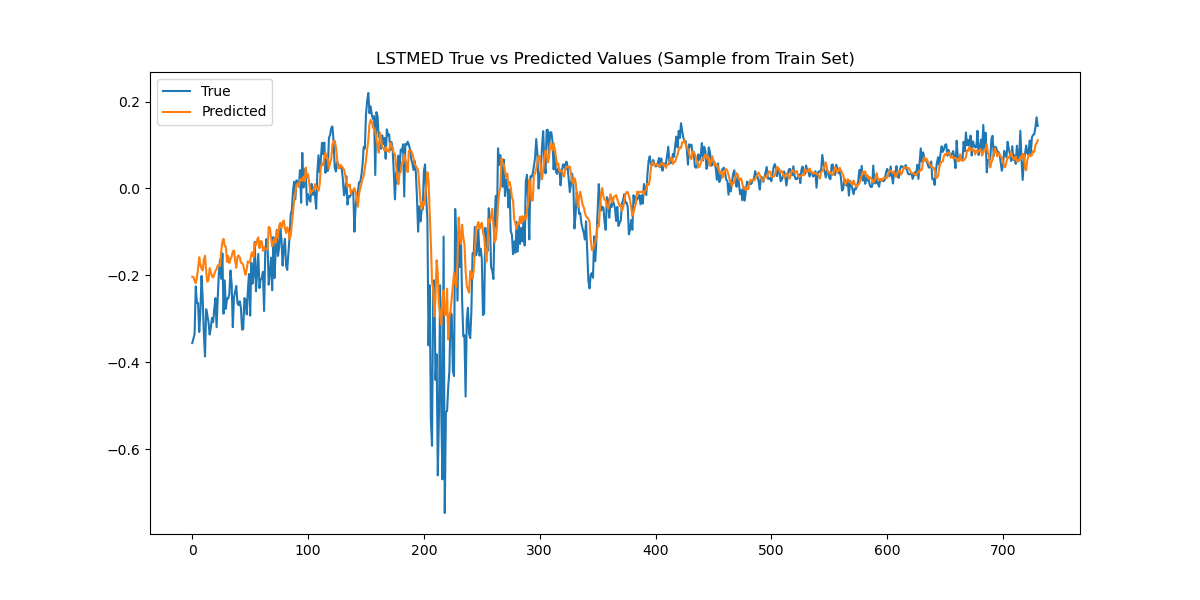 LSTMED True vs Predicted Values (Sample from Train Set)
True
Predicted
0.2
0.0
−0.2
−0.4
−0.6
0 100 200 300 400 500 600 700